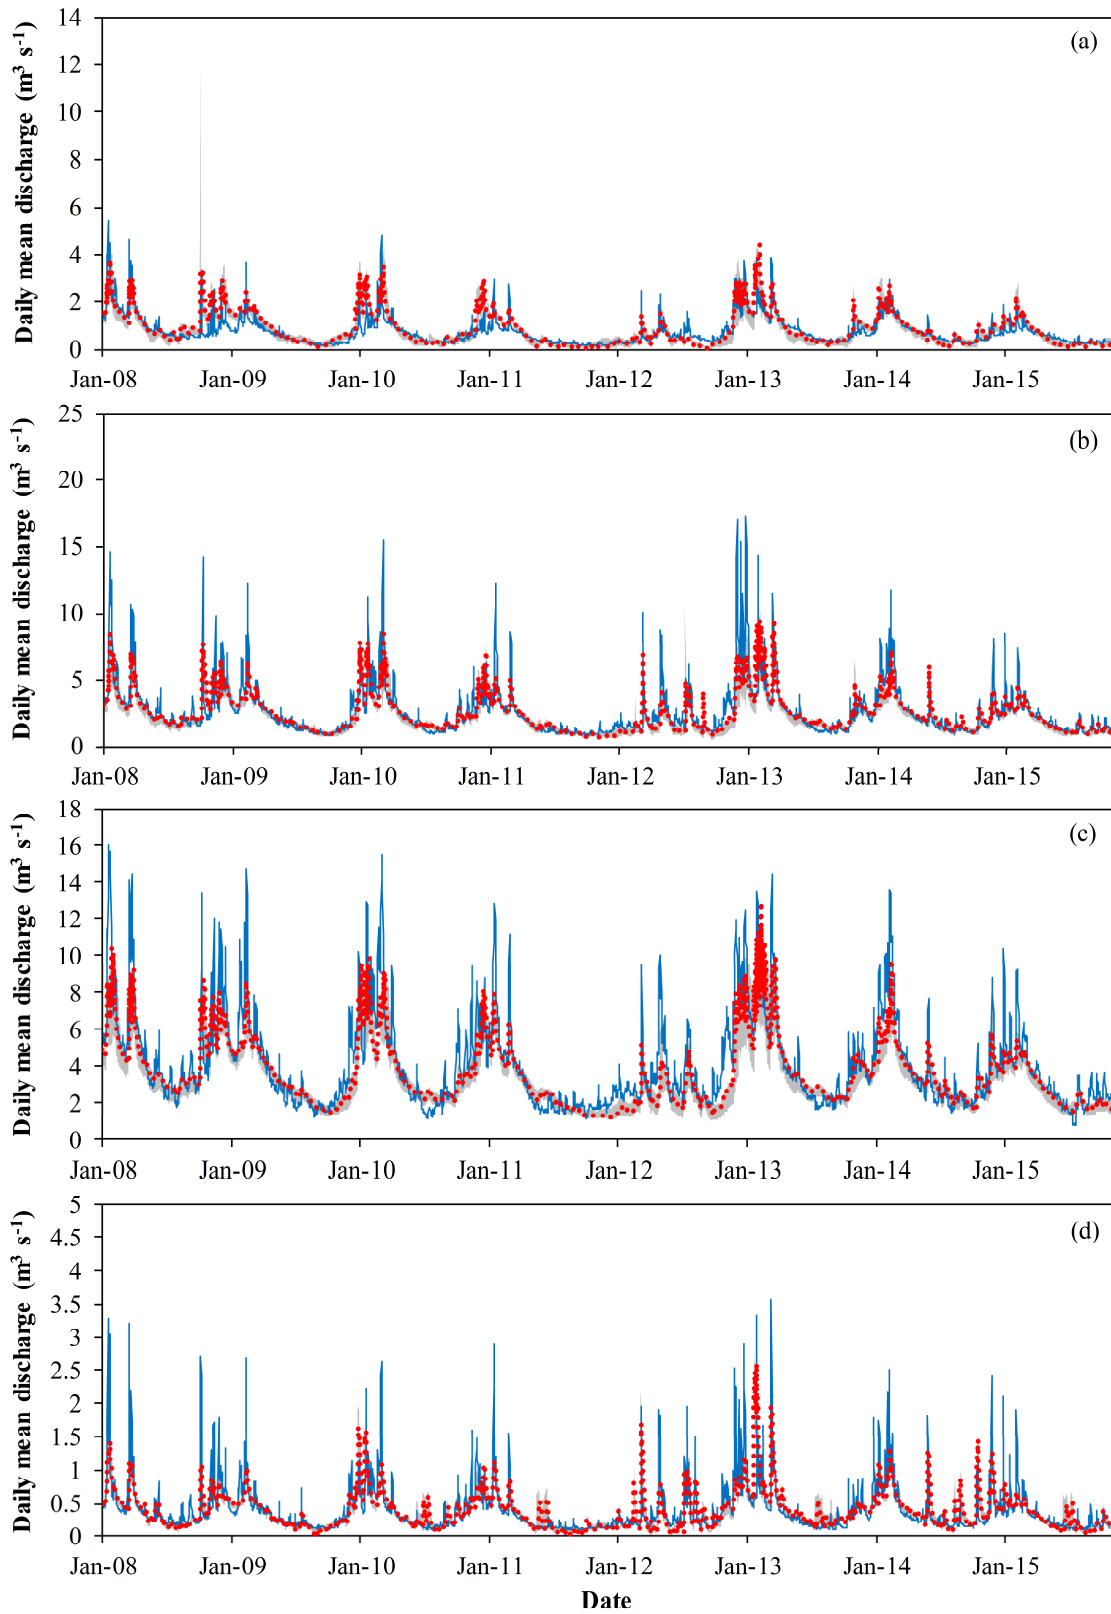 Daily mean discharge (m³ s⁻¹)
14
12
10
8
6
4
2
0
(a)
Jan-08 Jan-09 Jan-10 Jan-11 Jan-12 Jan-13 Jan-14 Jan-15
Daily mean discharge (m³ s⁻¹)
25
20
15
10
5
0
(b)
Jan-08 Jan-09 Jan-10 Jan-11 Jan-12 Jan-13 Jan-14 Jan-15
Daily mean discharge (m³ s⁻¹)
18
16
14
12
10
8
6
4
2
0
(c)
Jan-08 Jan-09 Jan-10 Jan-11 Jan-12 Jan-13 Jan-14 Jan-15
Daily mean discharge (m³ s⁻¹)
5
4.5
4
3.5
3
2.5
2
1.5
1
0.5
0
(d)
Jan-08 Jan-09 Jan-10 Jan-11 Jan-12 Jan-13 Jan-14 Jan-15
Date